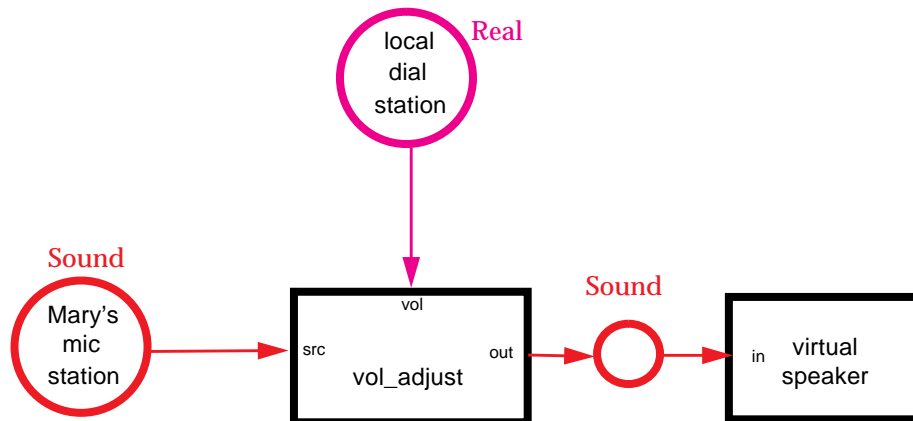 local
dial
station
Real
Sound
Mary's
mic
station
src
vol
vol_adjust
out
Sound
in
virtual
speaker